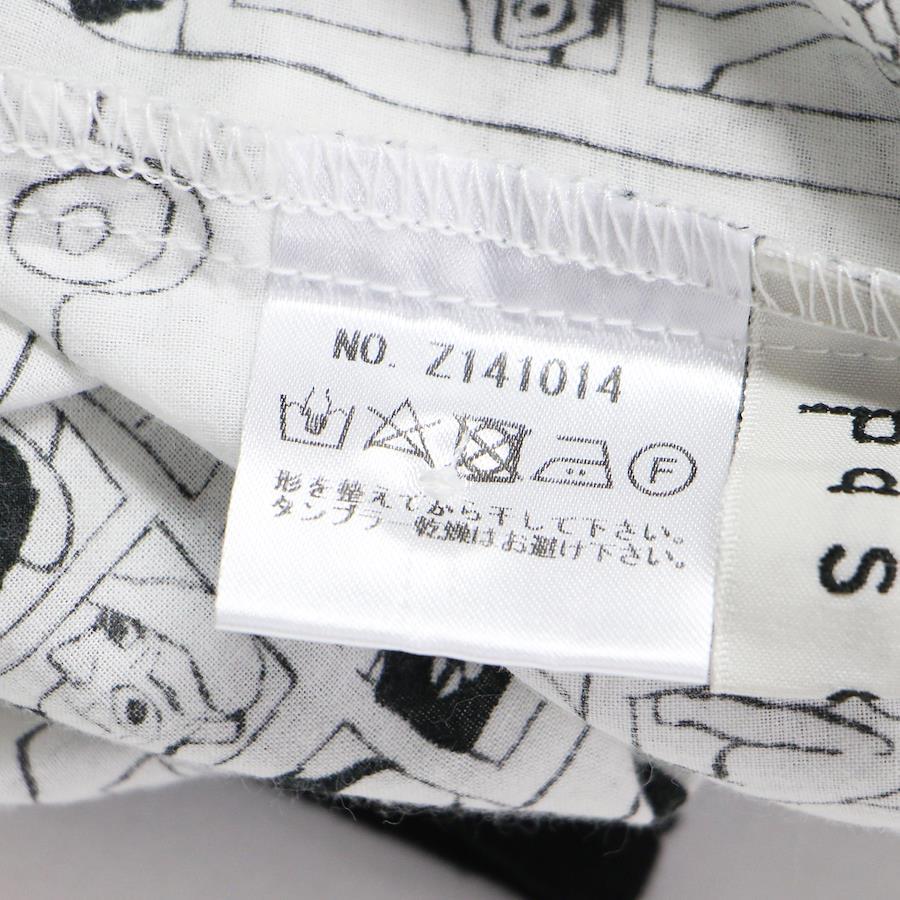 NO. Z141014
F
形を整えてから干して下さい。
タンブラー乾燥はお避け下さい。